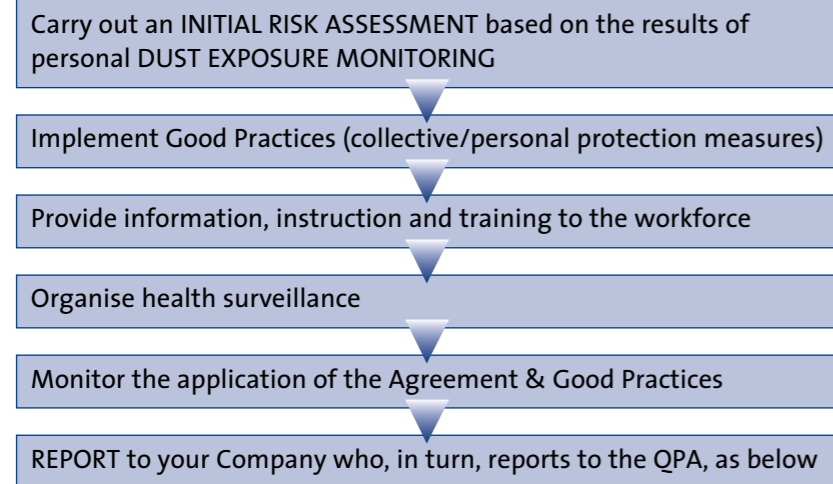 Carry out an INITIAL RISK ASSESSMENT based on the results of
personal DUST EXPOSURE MONITORING
Implement Good Practices (collective/personal protection measures)
Provide information, instruction and training to the workforce
Organise health surveillance
Monitor the application of the Agreement & Good Practices
REPORT to your Company who, in turn, reports to the QPA, as below